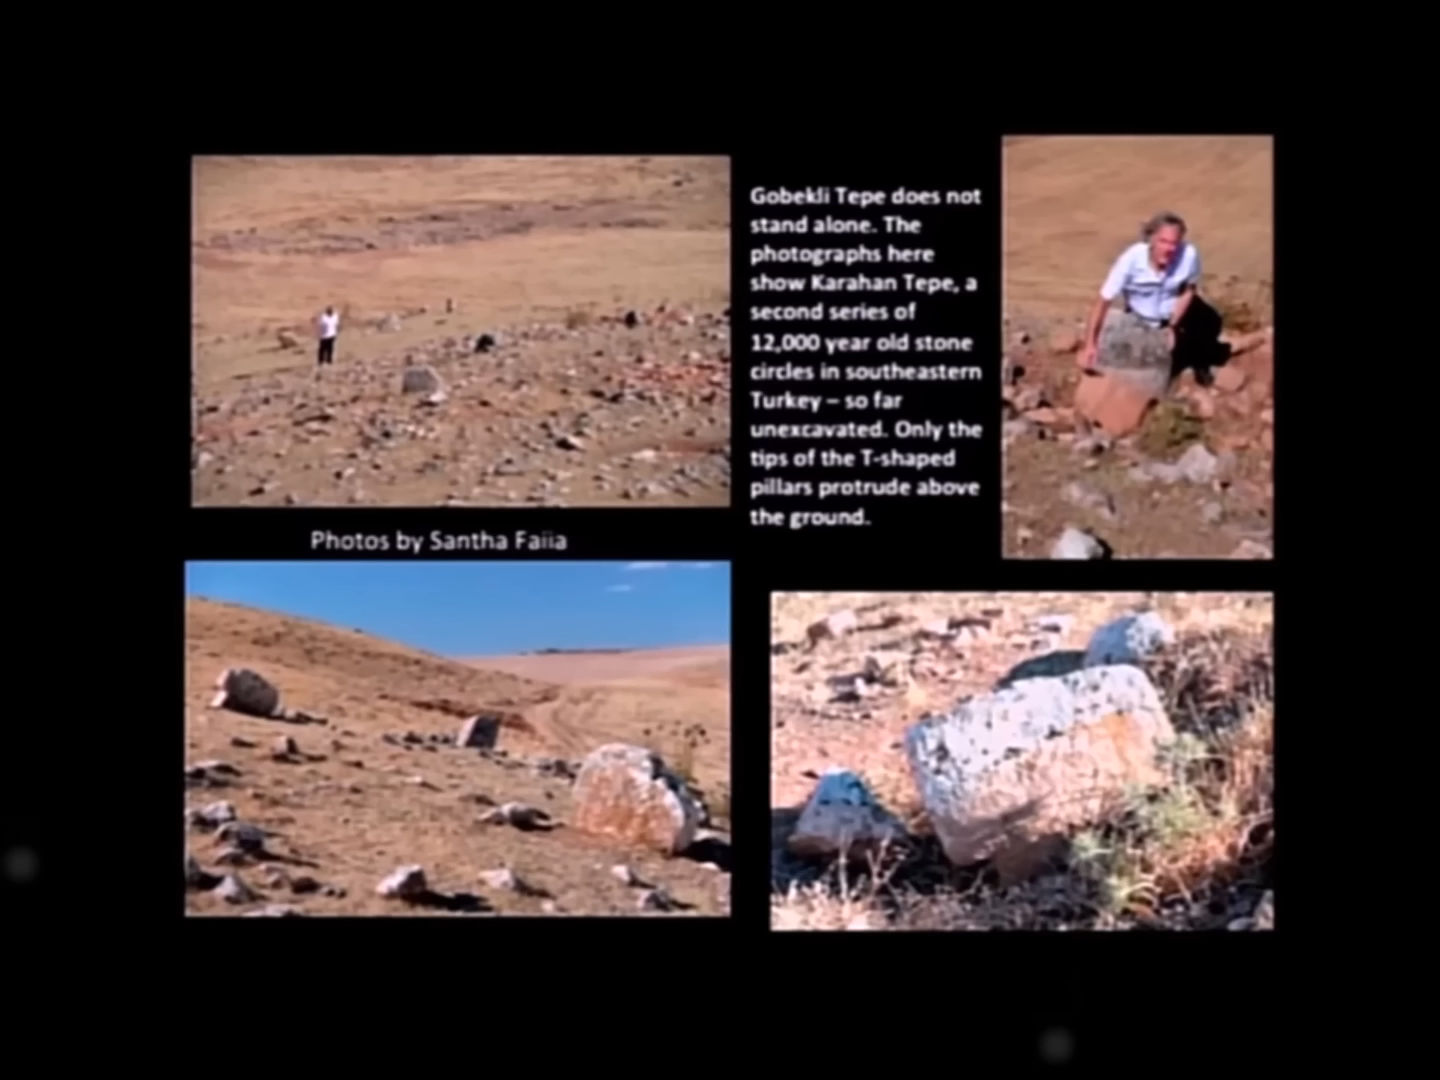 Gobekli Tepe does not
stand alone. The
photographs here
show Karahan Tepe, a
second series of
12,000 year old stone
circles in southeastern
Turkey – so far
unexcavated. Only the
tips of the T-shaped
pillars protrude above
the ground.
Photos by Santha Faiia